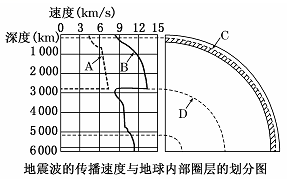 速度(km/s)
0 3 6 9 12 15
深度(km)
1 000
2 000
3 000
4 000
5 000
6 000
A
B
C
D
地震波的传播速度与地球内部圈层的划分图